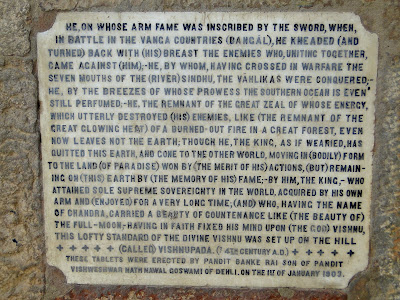 HE, ON WHOSE ARM FAME WAS INSCRIBED BY THE SWORD, WHEN,
IN BATTLE IN THE VANGA COUNTRIES (BANGAL), HE KNEADED (AND
TURNED) BACK WITH (HIS) BREAST THE ENEMIES WHO, UNITING TOGETHER,
CAME AGAINST (HIM);-HE, BY WHOM, HAVING CROSSED IN WARFARE THE
SEVEN MOUTHS OF THE (RIVER) SINDHU, THE VAHLIKAS WERE CONQUERED;-
HE, BY THE BREEZES OF WHOSE PROWESS THE SOUTHERN OCEAN IS EVEN
STILL PERFUMED;-HE, THE REMNANT OF THE GREAT ZEAL OF WHOSE ENERGY,
WHICH UTTERLY DESTROYED (HIS) ENEMIES, LIKE (THE REMNANT OF THE
GREAT GLOWING HEAT) OF A BURNED-OUT FIRE IN A GREAT FOREST, EVEN
NOW LEAVES NOT THE EARTH; THOUGH HE, THE KING, AS IF WEARIED, HAS
QUITTED THIS EARTH, AND GONE TO THE OTHER WORLD, MOVING IN (BODILY) FORM
TO THE LAND (OF PARADISE) WON BY (THE MERIT OF HIS) ACTIONS, (BUT) REMAIN-
ING ON (THIS) EARTH BY (THE MEMORY OF HIS) FAME;-BY HIM, THE KING,-WHO
ATTAINED SOLE SUPREME SOVEREIGNTY IN THE WORLD, ACQUIRED BY HIS OWN
ARM AND (ENJOYED) FOR A VERY LONG TIME; (AND) WHO, HAVING THE NAME
OF CHANDRA, CARRIED A BEAUTY OF COUNTENANCE LIKE (THE BEAUTY OF)
THE FULL-MOON;-HAVING IN FAITH FIXED HIS MIND UPON (THE GOD) VISHNU,
THIS LOFTY STANDARD OF THE DIVINE VISHNU WAS SET UP ON THE HILL
(CALLED) VISHNUPADA. (4TH CENTURY A.D.)
THESE TABLETS WERE ERECTED BY PANDIT BANKE RAI SON OF PANDIT
VISHWESHWAR NATH NAWAL GOSWAMI OF DEHLI, ON THE 1ST OF JANUARY 1903.